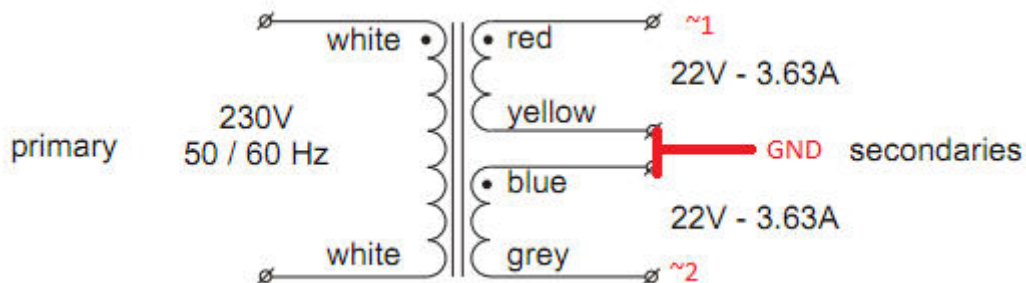 ~1
white
red
22V - 3.63A
230V
50 / 60 Hz
yellow
primary
GND
secondaries
blue
22V - 3.63A
white
grey
~2